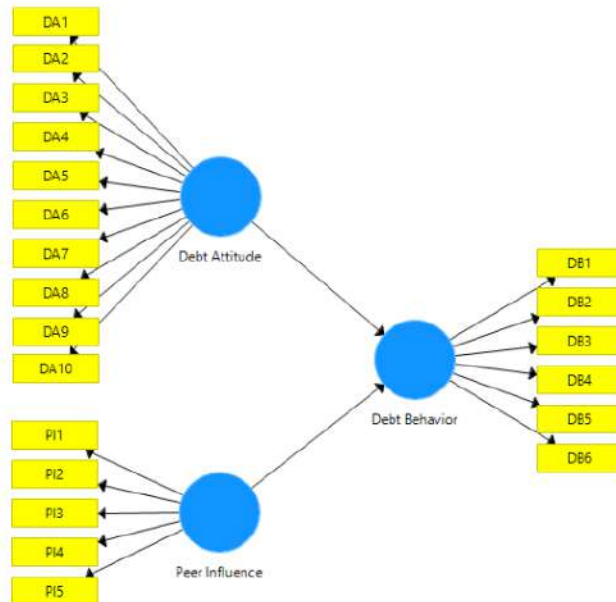 DA1
DA2
DA3
DA4
DA5
DA6
DA7
DA8
DA9
DA10
Debt Attitude
DB1
DB2
DB3
DB4
DB5
DB6
Debt Behavior
PI1
PI2
PI3
PI4
PI5
Peer Influence